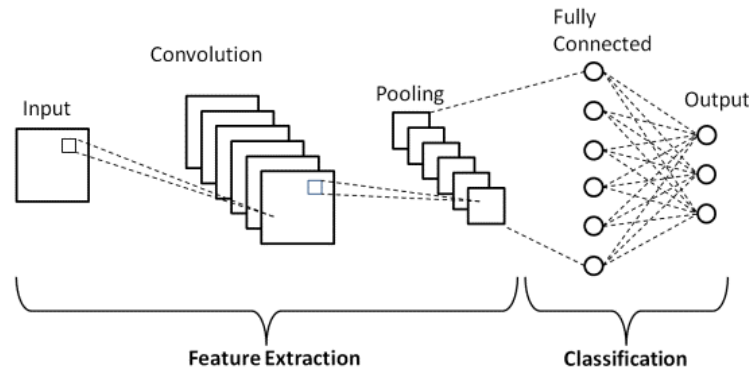 Input
Convolution
Pooling
Fully
Connected
Output
Feature Extraction
Classification